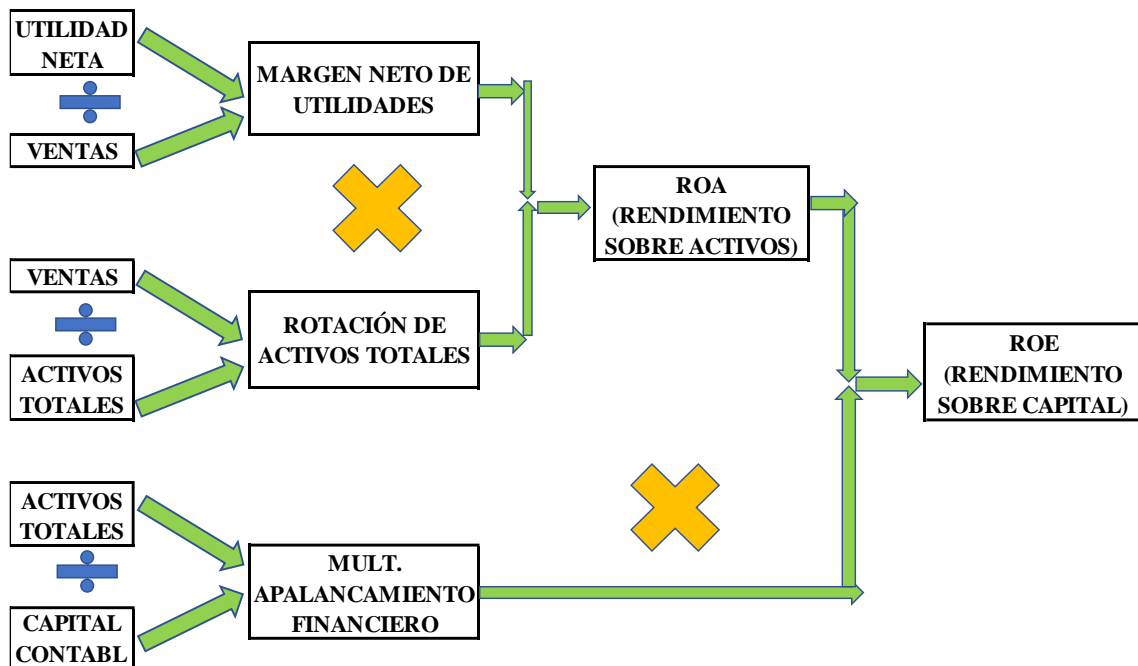 UTILIDAD
NETA
VENTAS
MARGEN NETO DE
UTILIDADES
VENTAS
ACTIVOS
TOTALES
ROTACIÓN DE
ACTIVOS TOTALES
ROA
(RENDIMIENTO
SOBRE ACTIVOS)
ACTIVOS
TOTALES
CAPITAL
CONTABL
MULT.
APALANCAMIENTO
FINANCIERO
ROE
(RENDIMIENTO
SOBRE CAPITAL)